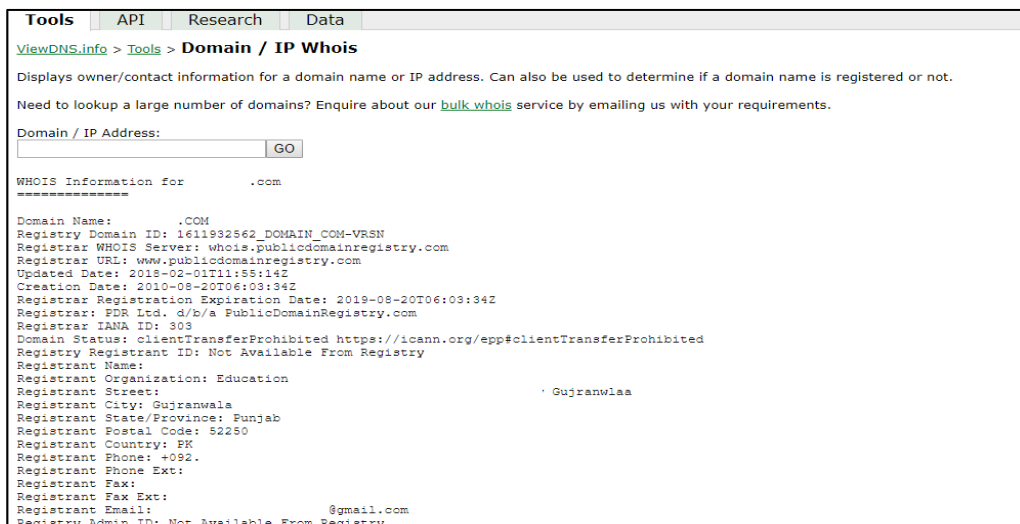 Tools API Research Data
ViewDNS.info > Tools > Domain / IP Whois
Displays owner/contact information for a domain name or IP address. Can also be used to determine if a domain name is registered or not.
Need to lookup a large number of domains? Enquire about our bulk whois service by emailing us with your requirements.
Domain / IP Address:
GO
WHOIS Information for .com
==============
Domain Name: .COM
Registry Domain ID: 1611932562_DOMAIN_COM-VRSN
Registrar WHOIS Server: whois.publicdomainregistry.com
Registrar URL: www.publicdomainregistry.com
Updated Date: 2018-02-01T11:55:14Z
Creation Date: 2010-08-20T06:03:34Z
Registrar Registration Expiration Date: 2019-08-20T06:03:34Z
Registrar: PDR Ltd. d/b/a PublicDomainRegistry.com
Registrar IANA ID: 303
Domain Status: clientTransferProhibited https://icann.org/epp#clientTransferProhibited
Registry Registrant ID: Not Available From Registry
Registrant Name:
Registrant Organization: Education
Registrant Street: Gujranwlaa
Registrant City: Gujranwala
Registrant State/Province: Punjab
Registrant Postal Code: 52250
Registrant Country: PK
Registrant Phone: +092.
Registrant Phone Ext:
Registrant Fax:
Registrant Fax Ext:
Registrant Email: @gmail.com
Registry Admin ID: Not Available From Registry